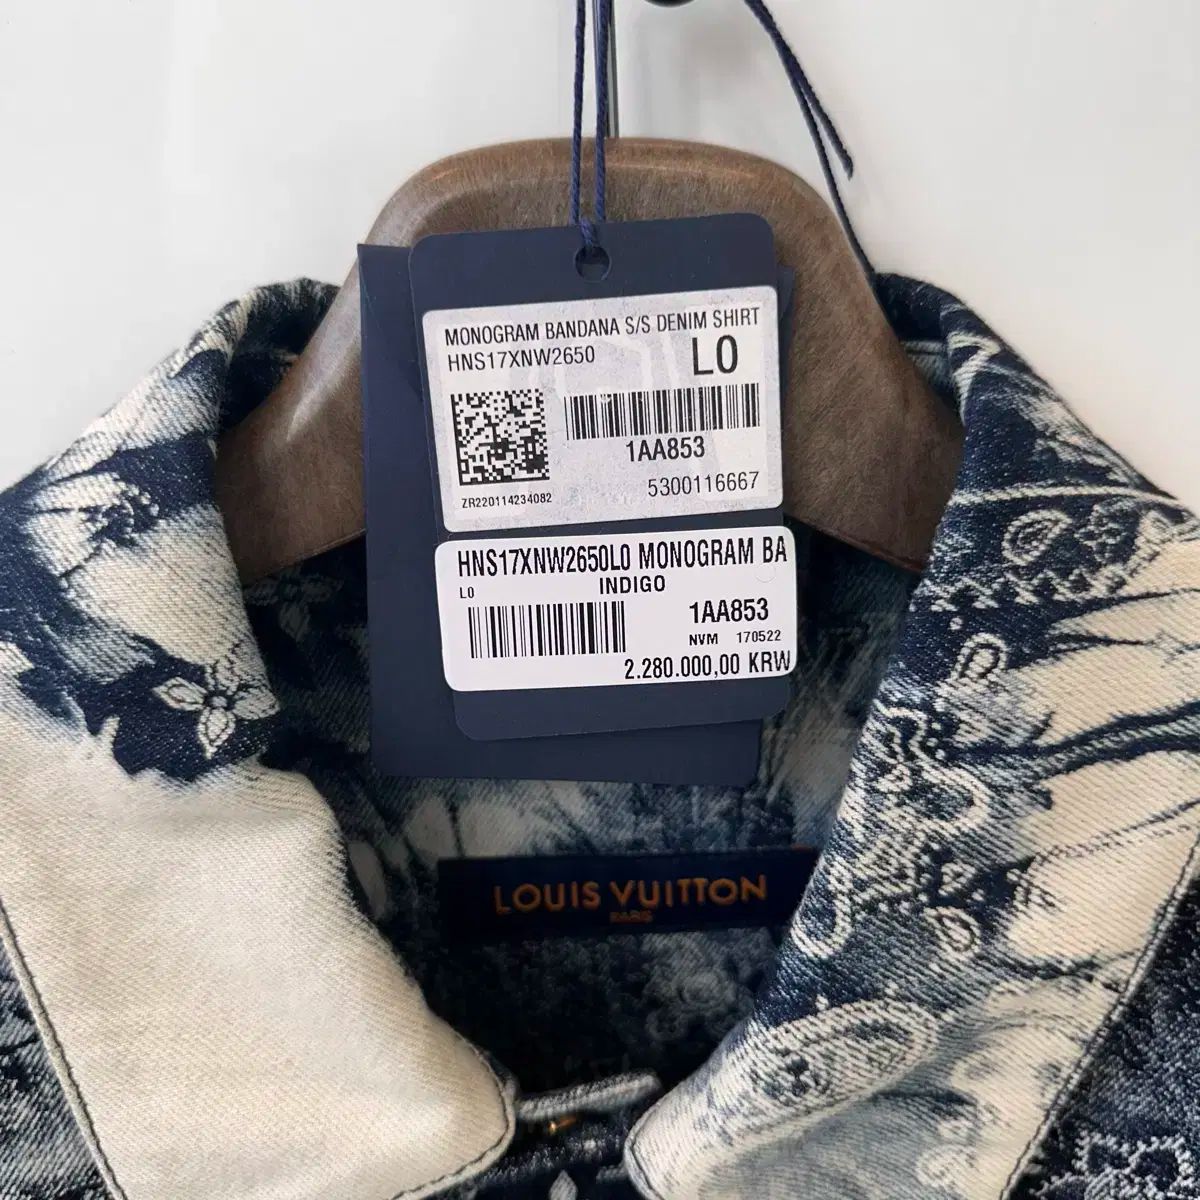 MONOGRAM BANDANA S/S DENIM SHIRT
HNS17XNW2650
L0
1AA853
ZR220114234082
5300116667
HNS17XNW2650L0 MONOGRAM BA
L0
INDIGO
1AA853
NVM 170522
2.280.000,00 KRW
LOUIS VUITTON
PARIS